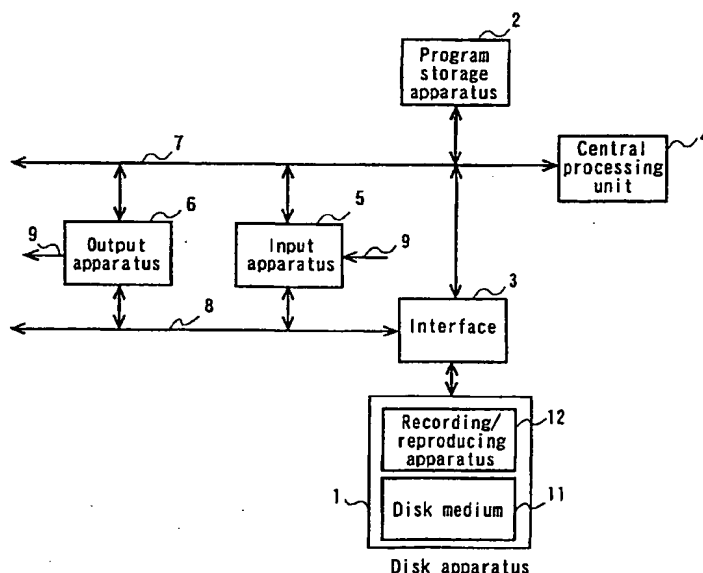 2
Program
storage
apparatus
7
4
Central
processing
unit
6
5
9
Output
apparatus
Input
apparatus
9
3
8
Interface
12
Recording/
reproducing
apparatus
1
11
Disk medium
Disk apparatus